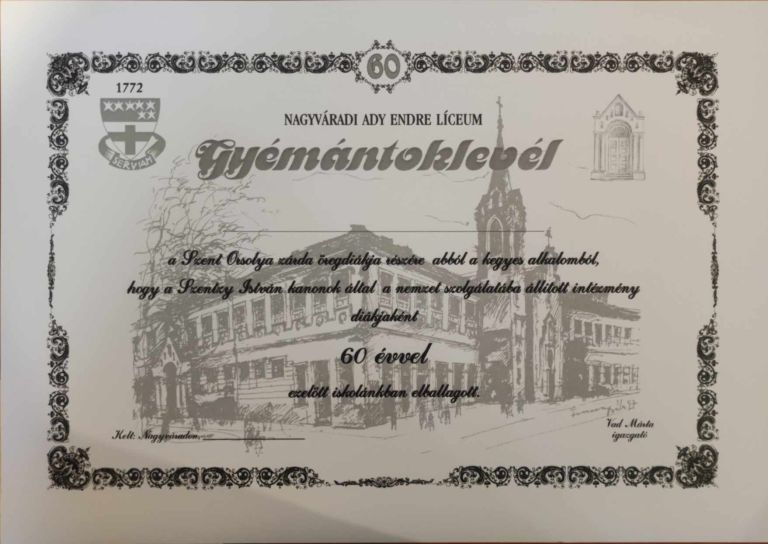 60
1772
SERVIAM
NAGYVÁRADI ADY ENDRE LÍCEUM
Gyémántoklevél
a Szent Orsolya zárda öregdiákja részére abból a kegyes alkalomból,
hogy a Szenczy István kanonok által a nemzet szolgálatába állított intézmény
diákjaként
60 évvel
ezelőtt iskolánkban elballagott.
Kelt: Nagyváradon,
Vad Márta
igazgató